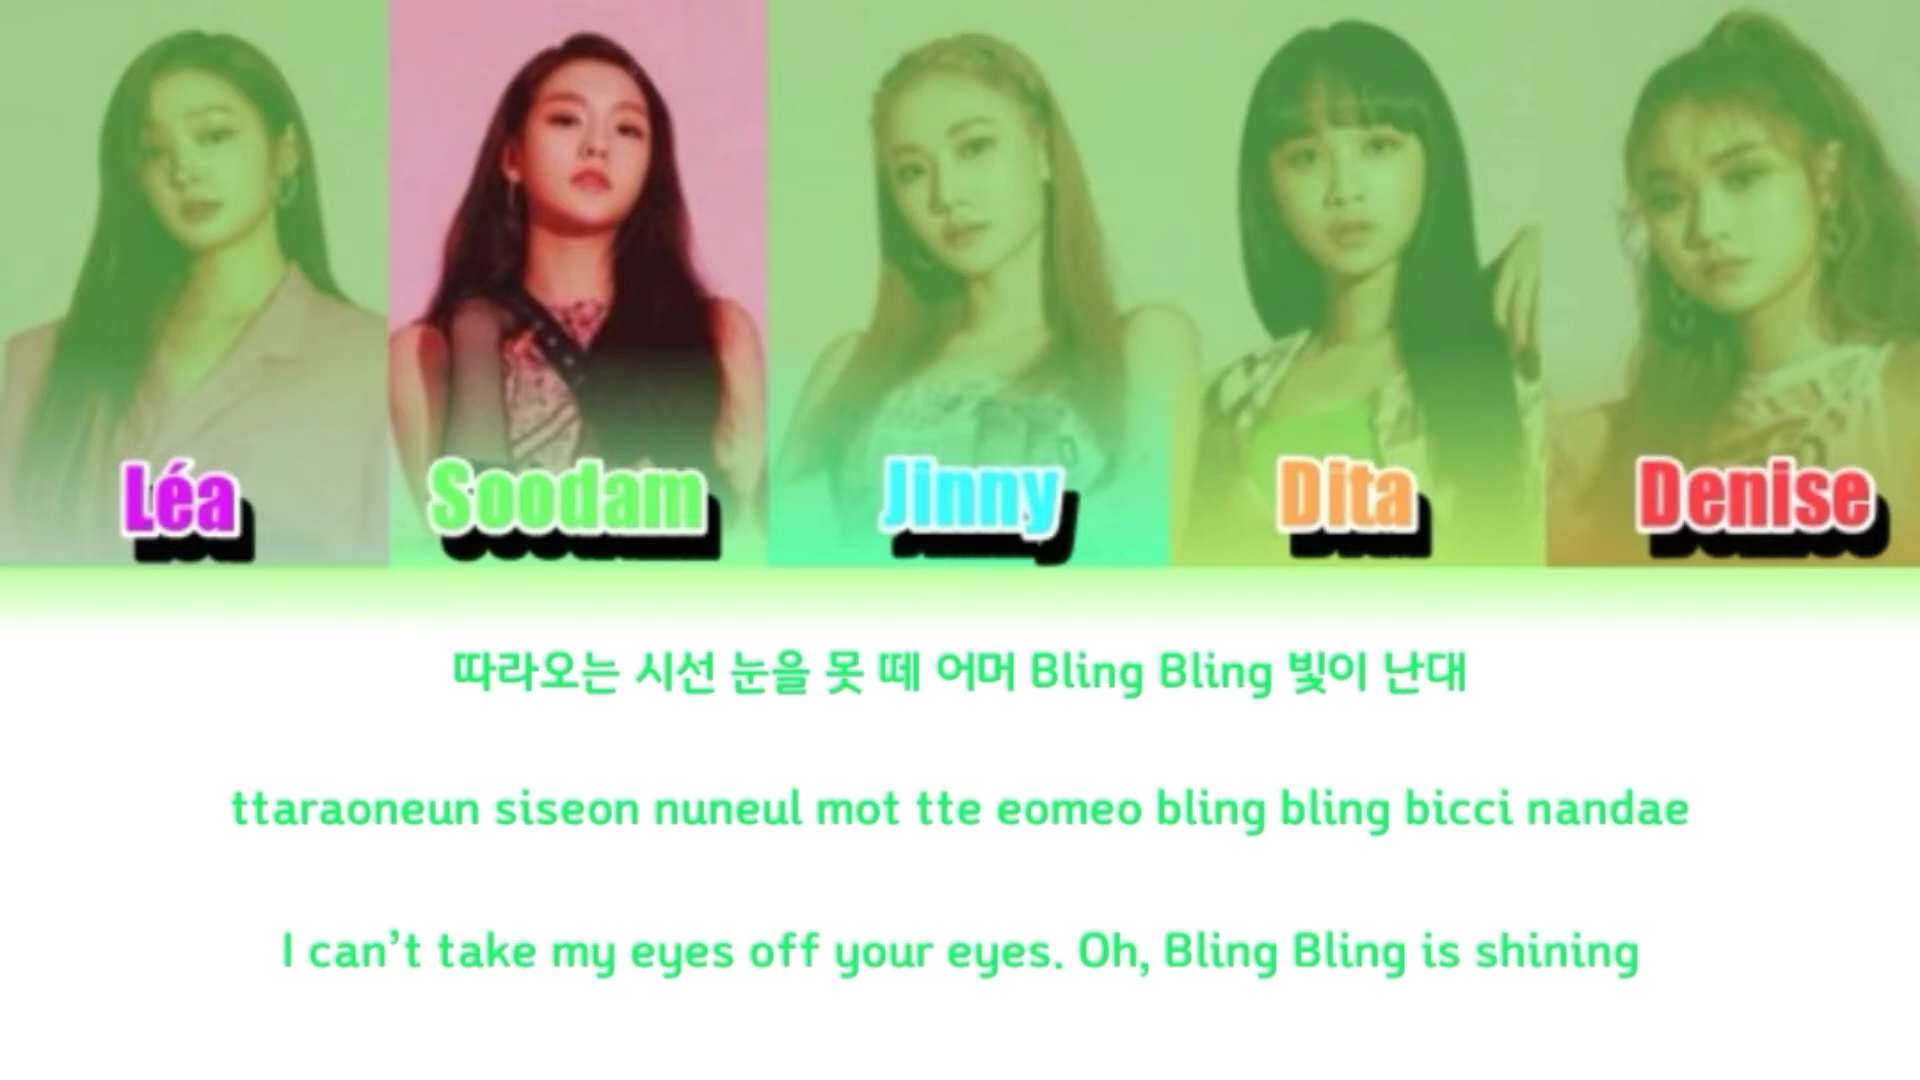 Léa Soodam Jinny Dita Denise
따라오는 시선 눈을 못 떼 어머 Bling Bling 빛이 난대
ttaraoneun siseon nuneul mot tte eomeo bling bling bicci nandae
I can’t take my eyes off your eyes. Oh, Bling Bling is shining